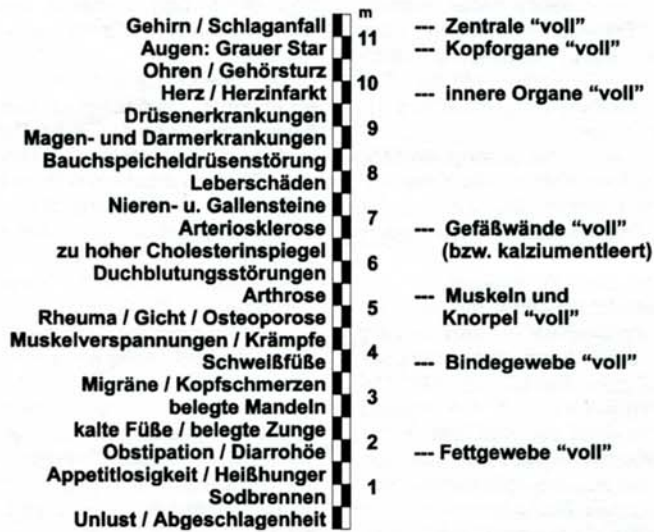 m
Gehirn / Schlaganfall --- Zentrale “voll”
11
Augen: Grauer Star --- Kopforgane “voll”
Ohren / Gehörsturz
10
Herz / Herzinfarkt --- innere Organe “voll”
Drüsenerkrankungen
9
Magen- und Darmerkrankungen
Bauchspeicheldrüsenstörung
8
Leberschäden
Nieren- u. Gallensteine
7
Arteriosklerose --- Gefäßwände “voll”
zu hoher Cholesterinspiegel (bzw. kalziumentleert)
6
Duchblutungsstörungen
Arthrose --- Muskeln und
5
Rheuma / Gicht / Osteoporose Knorpel “voll”
Muskelverspannungen / Krämpfe
4
Schweißfüße --- Bindegewebe “voll”
Migräne / Kopfschmerzen
3
belegte Mandeln
kalte Füße / belegte Zunge
2
Obstipation / Diarrohöe --- Fettgewebe “voll”
Appetitlosigkeit / Heißhunger
1
Sodbrennen
Unlust / Abgeschlagenheit